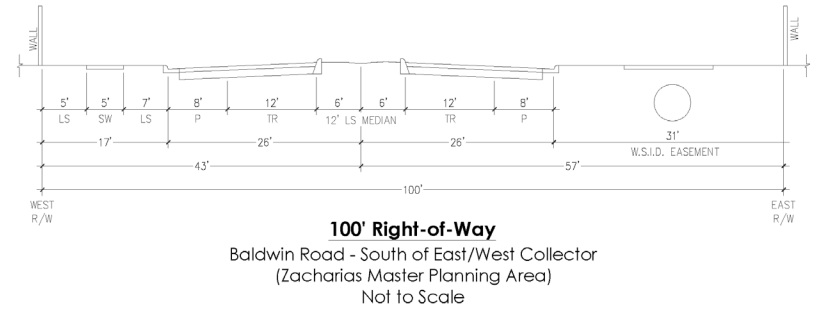 WALL
WALL
5' 5' 7' 8' 12' 6' 6' 12' 8'
LS SW LS P TR 12' LS MEDIAN TR P
31'
W.S.I.D. EASEMENT
17' 26' 26'
43' 57'
100'
WEST
R/W
EAST
R/W
100' Right-of-Way
Baldwin Road - South of East/West Collector
(Zacharias Master Planning Area)
Not to Scale